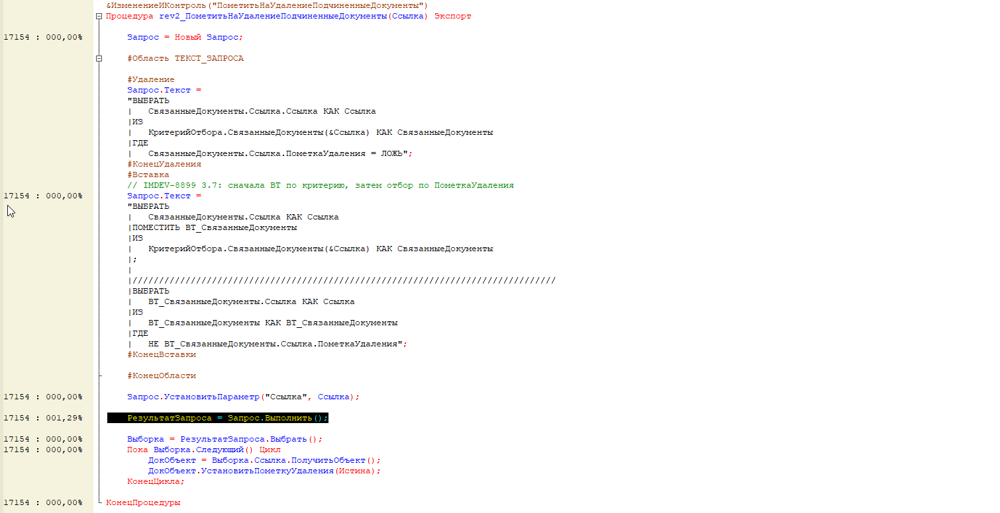 &ИзменениеИКонтроль("ПометитьНаУдалениеПодчиненныеДокументы")
Процедура rev2_ПометитьНаУдалениеПодчиненныеДокументы(Ссылка) Экспорт
17154 : 000,00% Запрос = Новый Запрос;
#Область ТЕКСТ_ЗАПРОСА
#Удаление
Запрос.Текст =
"ВЫБРАТЬ
| СвязанныеДокументы.Ссылка.Ссылка КАК Ссылка
|ИЗ
| КритерийОтбора.СвязанныеДокументы(&Ссылка) КАК СвязанныеДокументы
|ГДЕ
| СвязанныеДокументы.Ссылка.ПометкаУдаления = ЛОЖЬ";
#КонецУдаления
#Вставка
// IMDEV-8899 3.7: сначала ВТ по критерию, затем отбор по ПометкаУдаления
17154 : 000,00% Запрос.Текст =
"ВЫБРАТЬ
| СвязанныеДокументы.Ссылка КАК Ссылка
|ПОМЕСТИТЬ ВТ_СвязанныеДокументы
|ИЗ
| КритерийОтбора.СвязанныеДокументы(&Ссылка) КАК СвязанныеДокументы
|;
|
|////////////////////////////////////////////////////////////////////////////////
|ВЫБРАТЬ
| ВТ_СвязанныеДокументы.Ссылка КАК Ссылка
|ИЗ
| ВТ_СвязанныеДокументы КАК ВТ_СвязанныеДокументы
|ГДЕ
| НЕ ВТ_СвязанныеДокументы.Ссылка.ПометкаУдаления";
#КонецВставки
#КонецОбласти
17154 : 000,00% Запрос.УстановитьПараметр("Ссылка", Ссылка);
17154 : 001,29% РезультатЗапроса = Запрос.Выполнить();
17154 : 000,00% Выборка = РезультатЗапроса.Выбрать();
17154 : 000,00% Пока Выборка.Следующий() Цикл
ДокОбъект = Выборка.Ссылка.ПолучитьОбъект();
ДокОбъект.УстановитьПометкуУдаления(Истина);
КонецЦикла;
17154 : 000,00% КонецПроцедуры